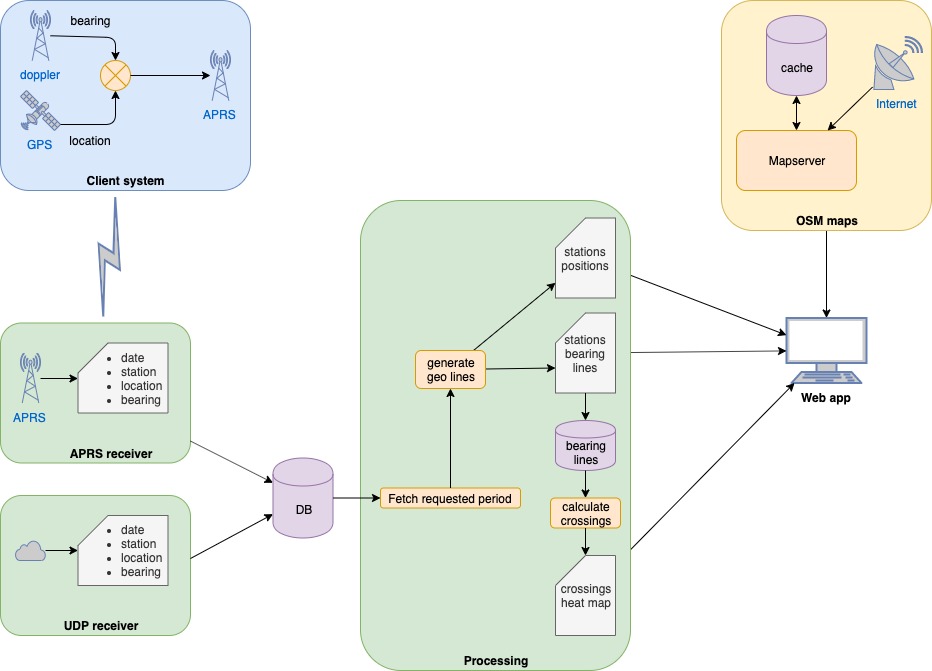 bearing
doppler
APRS
GPS
location
Client system
cache
Internet
Mapserver
OSM maps
APRS
• date
• station
• location
• bearing
APRS receiver
• date
• station
• location
• bearing
UDP receiver
DB
Fetch requested period
generate
geo lines
stations
positions
stations
bearing
lines
bearing
lines
calculate
crossings
crossings
heat map
Processing
Web app